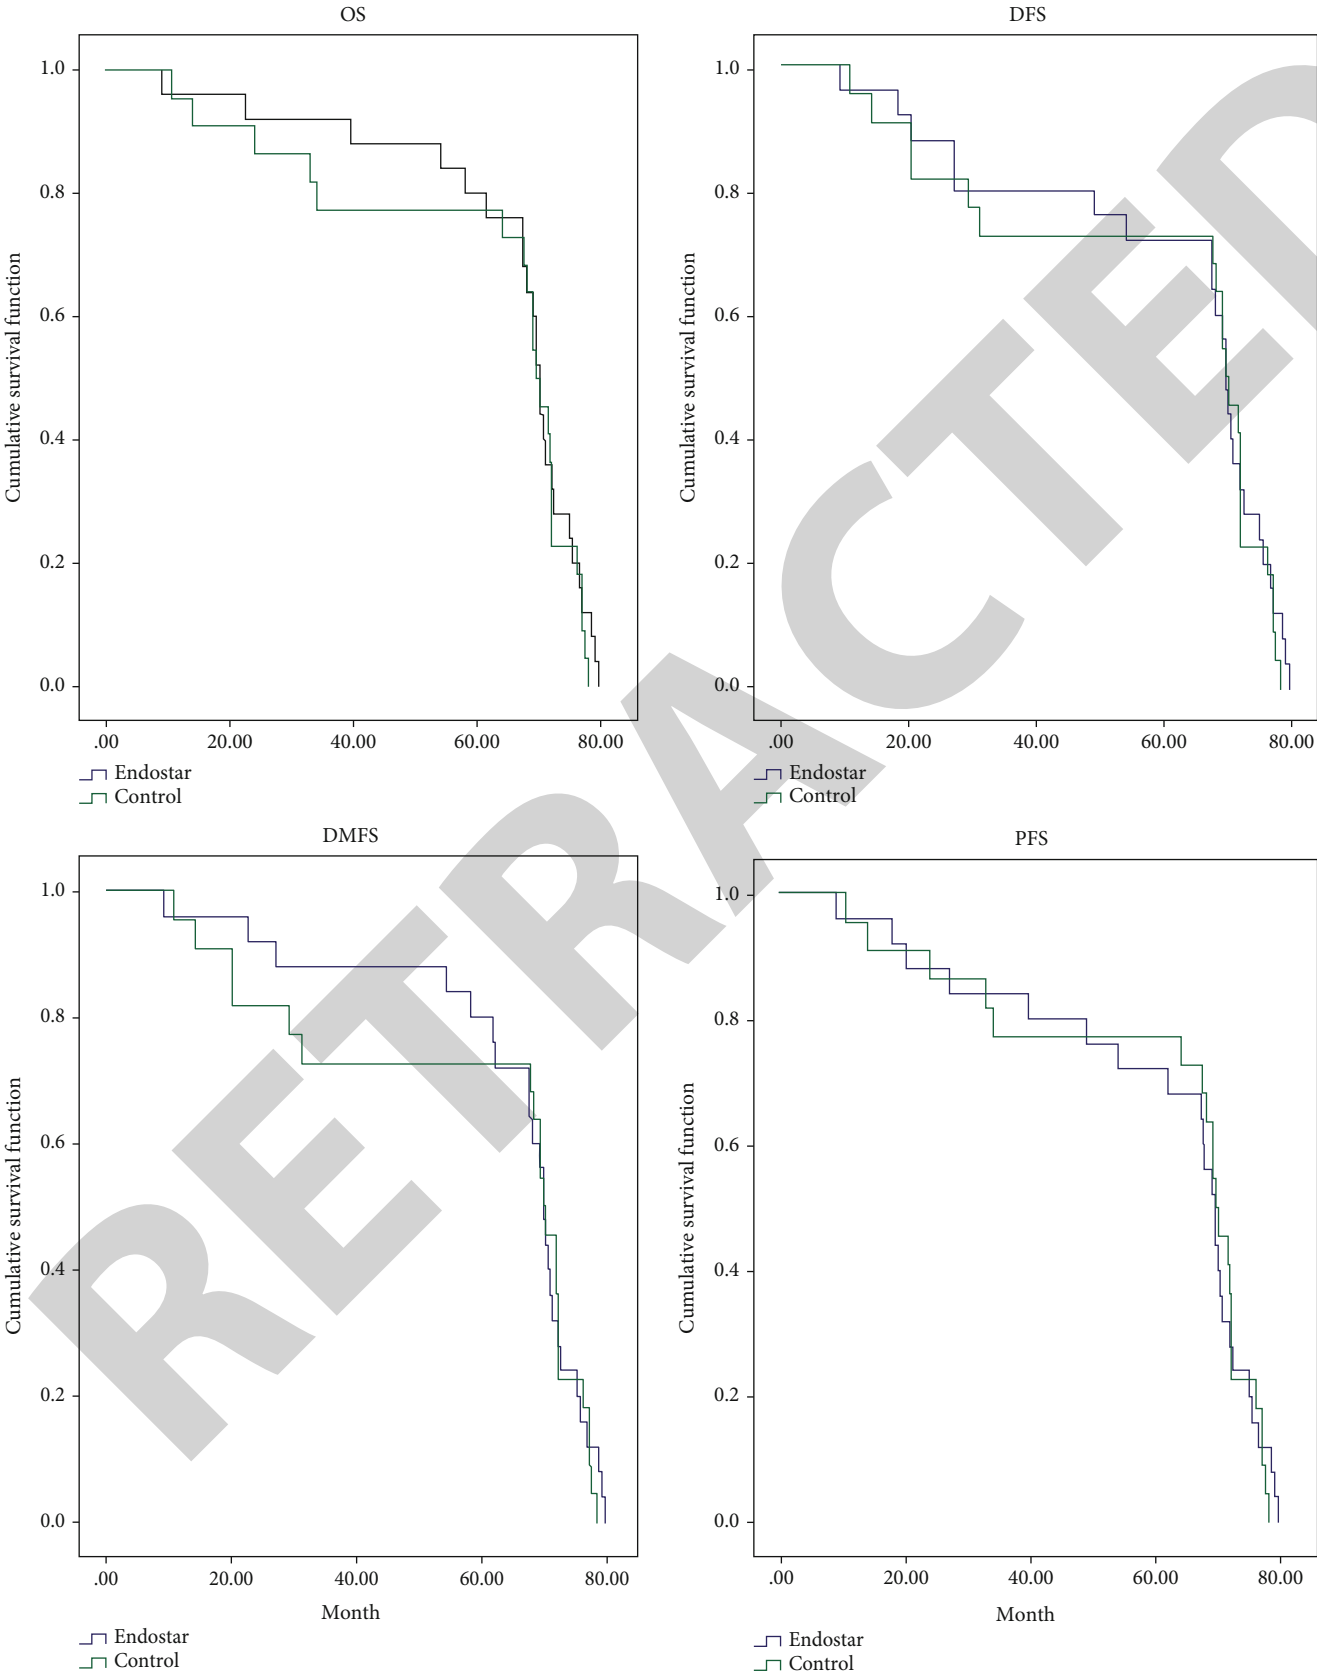 OS
Cumulative survival function
1.0
0.8
0.6
0.4
0.2
0.0
.00 20.00 40.00 60.00 80.00
Endostar
Control
DFS
Cumulative survival function
1.0
0.8
0.6
0.4
0.2
0.0
.00 20.00 40.00 60.00 80.00
Endostar
Control
DMFS
Cumulative survival function
1.0
0.8
0.6
0.4
0.2
0.0
.00 20.00 40.00 60.00 80.00
Month
Endostar
Control
PFS
Cumulative survival function
1.0
0.8
0.6
0.4
0.2
0.0
.00 20.00 40.00 60.00 80.00
Month
Endostar
Control
RETRACTED